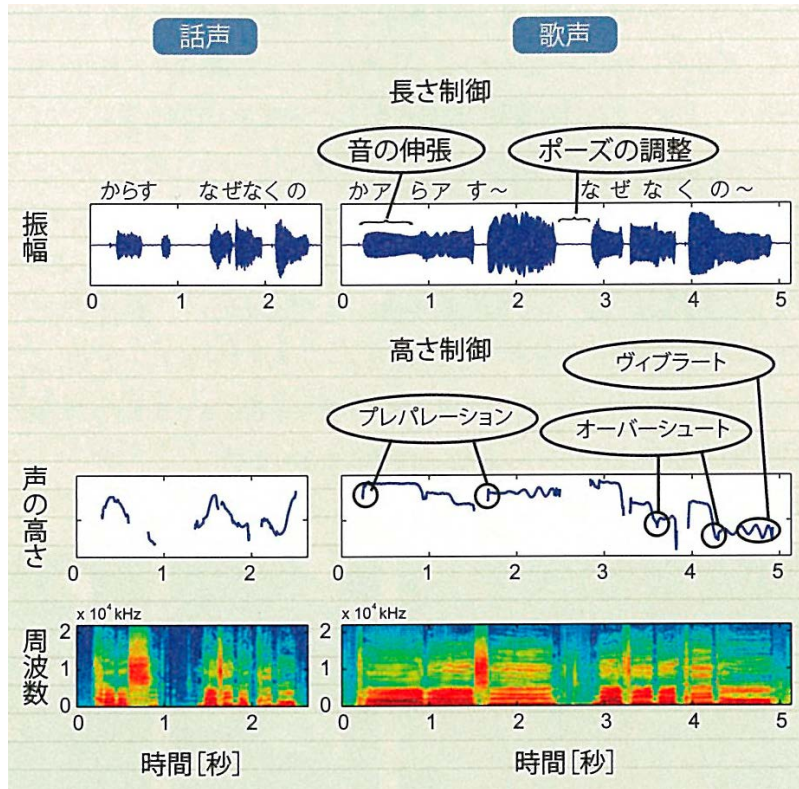 話声 歌声
長さ制御
音の伸張 ポーズの調整
からす なぜなくの かア らア す～ な ぜ な く の～
振幅
0 1 2 0 1 2 3 4 5
高さ制御
ヴィブラート
プレパレーション オーバーシュート
声の高さ
0 1 2 0 1 2 3 4 5
x 10⁴ kHz x 10⁴ kHz
周波数
2 2
1 1
0 0
0 1 2 0 1 2 3 4 5
時間[秒] 時間[秒]